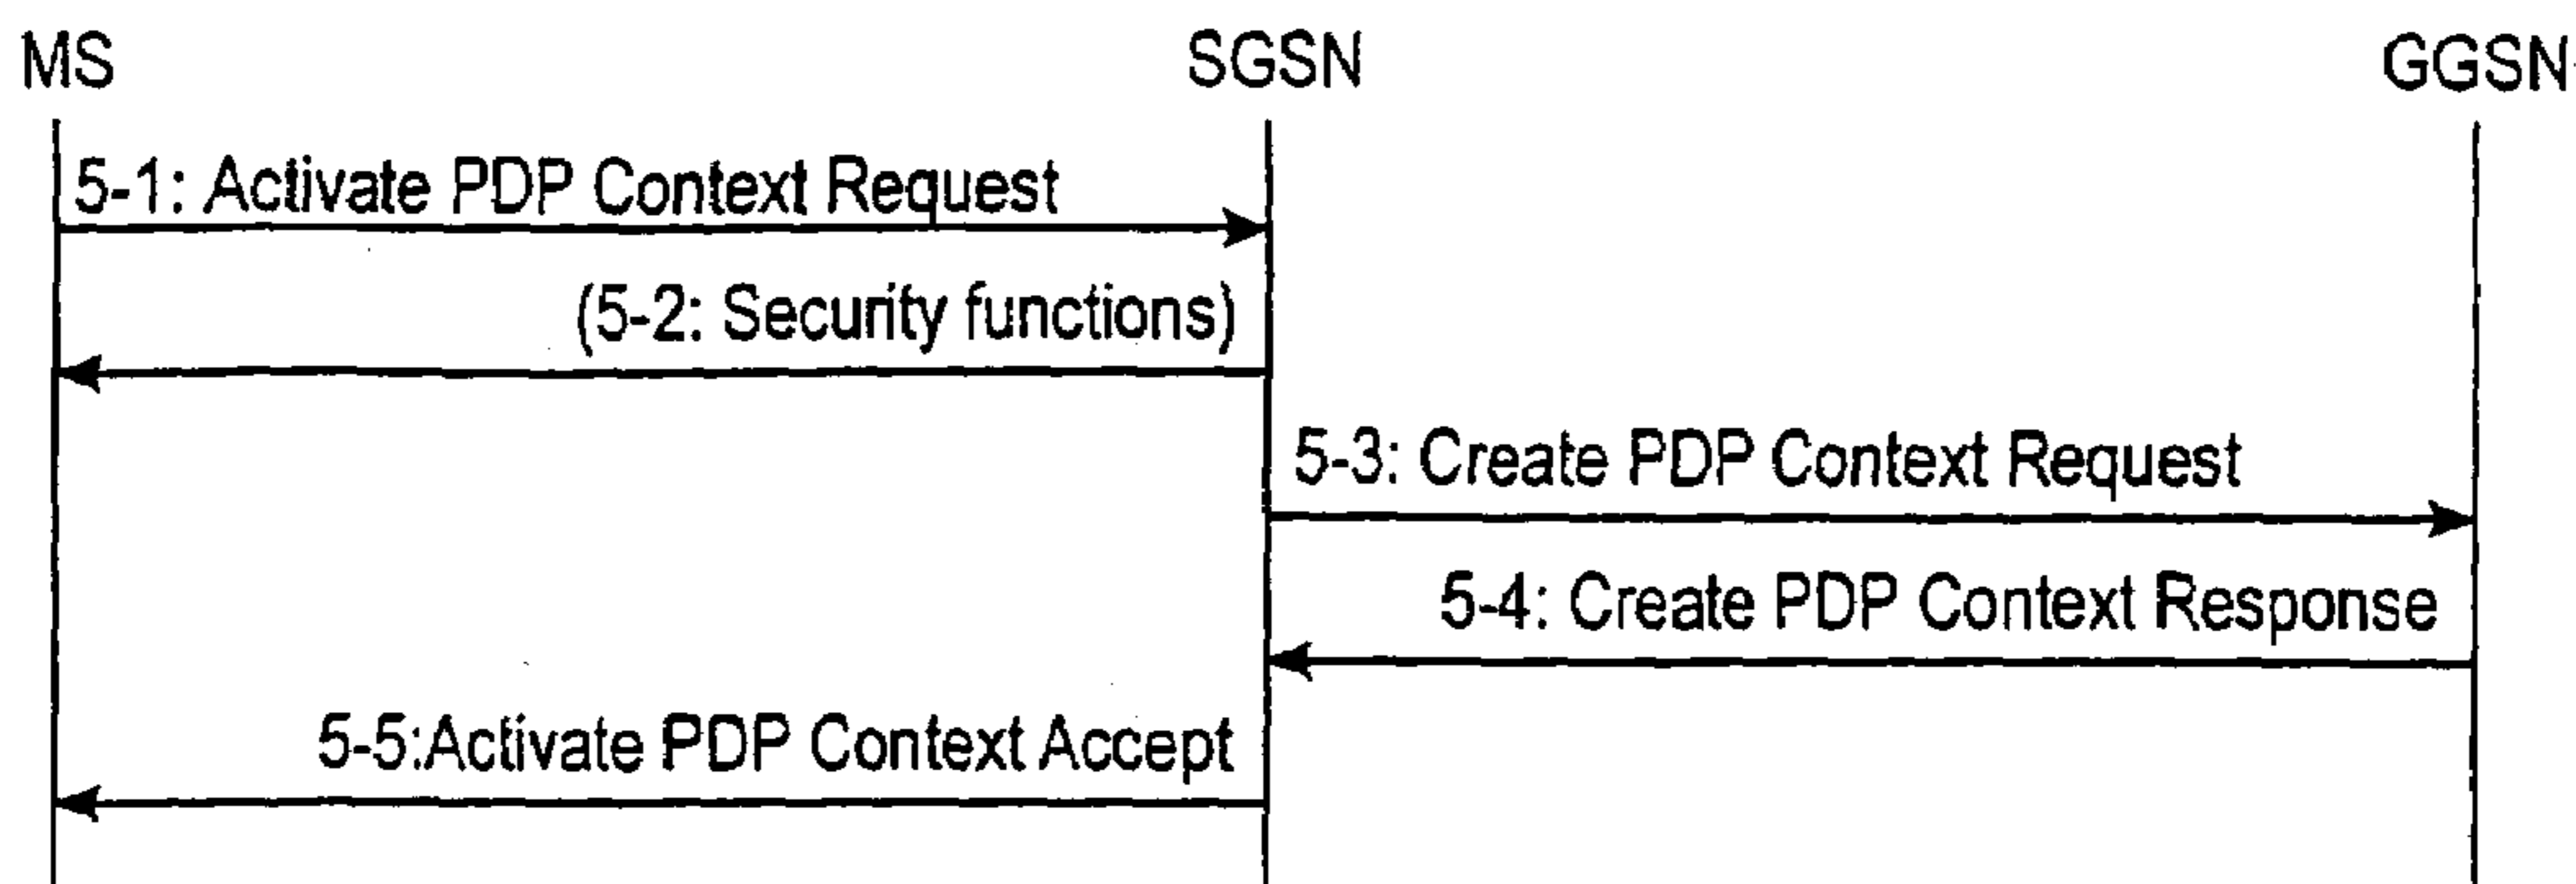 MS SGSN GGSN
5-1: Activate PDP Context Request
(5-2: Security functions)
5-3: Create PDP Context Request
5-4: Create PDP Context Response
5-5:Activate PDP Context Accept